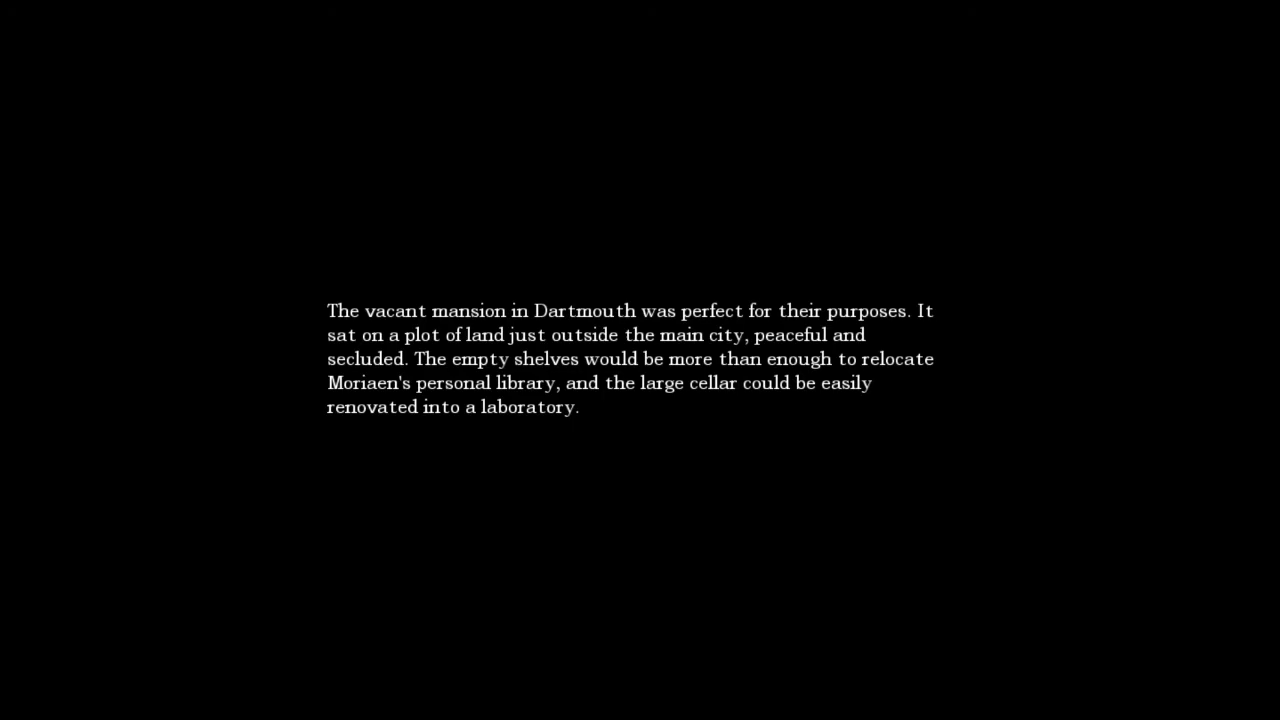 The vacant mansion in Dartmouth was perfect for their purposes. It
sat on a plot of land just outside the main city, peaceful and
secluded. The empty shelves would be more than enough to relocate
Moriaen's personal library, and the large cellar could be easily
renovated into a laboratory.